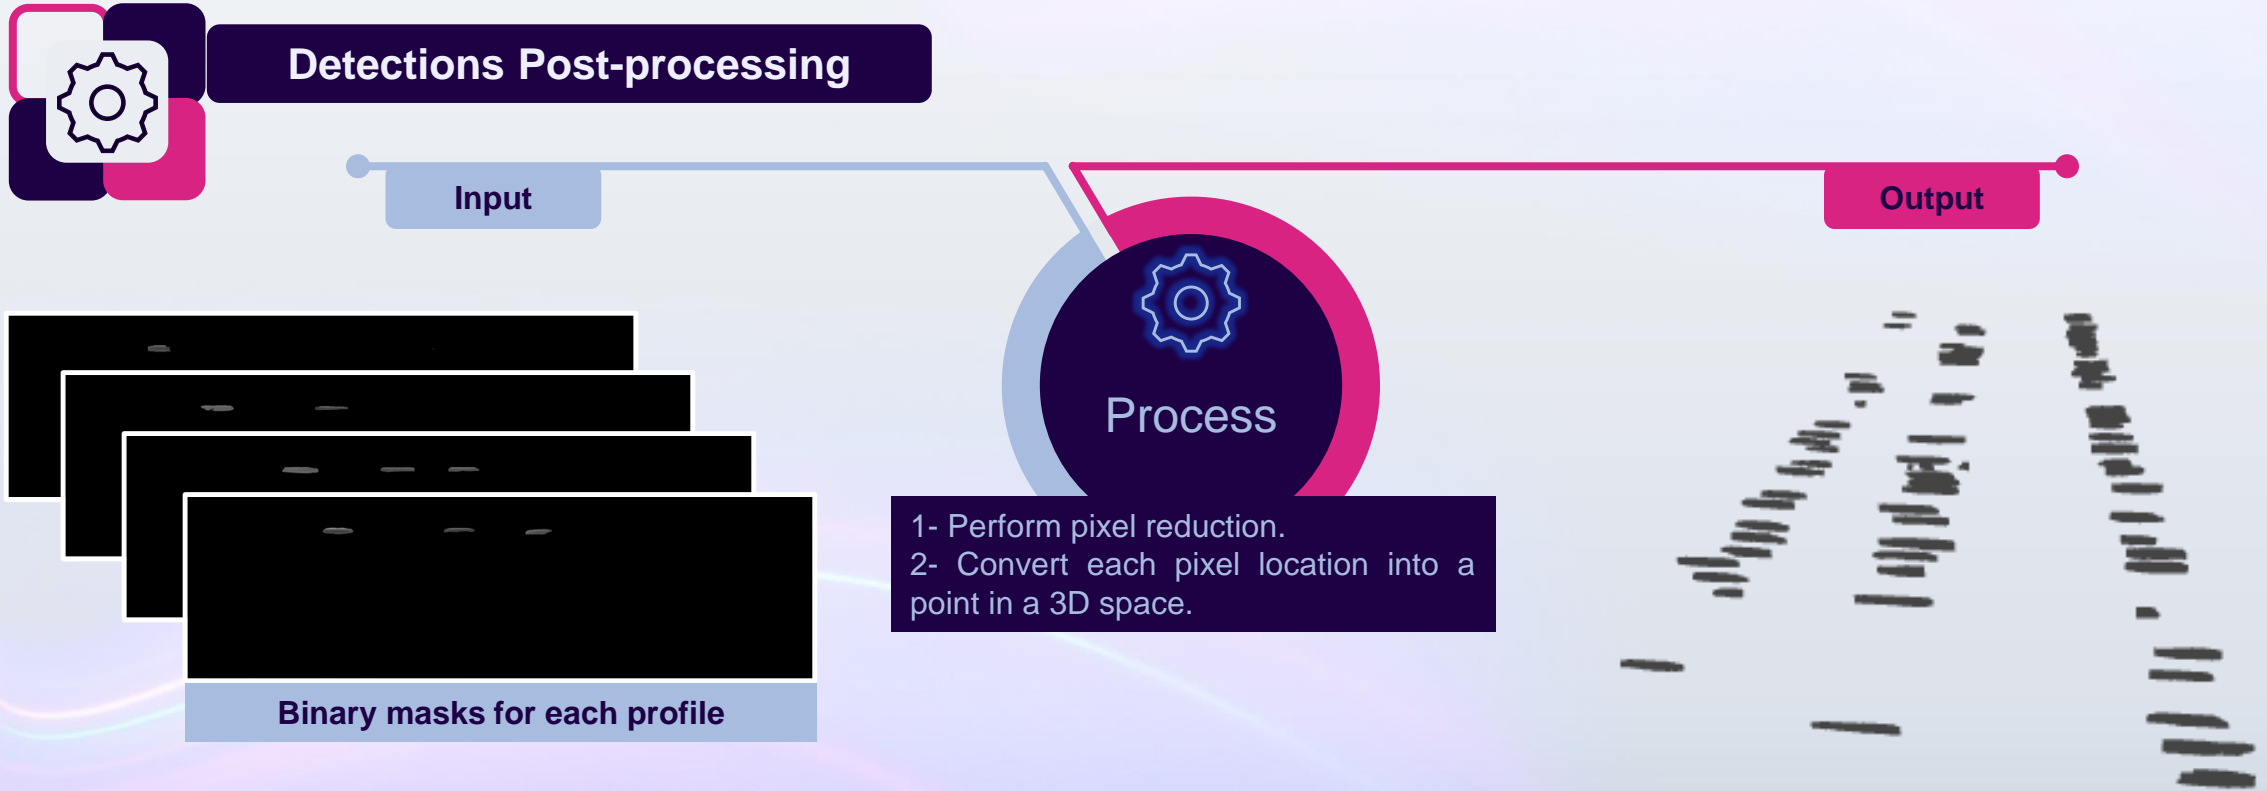 Detections Post-processing
Input
Output
Process
1- Perform pixel reduction.
2- Convert each pixel location into a
point in a 3D space.
Binary masks for each profile